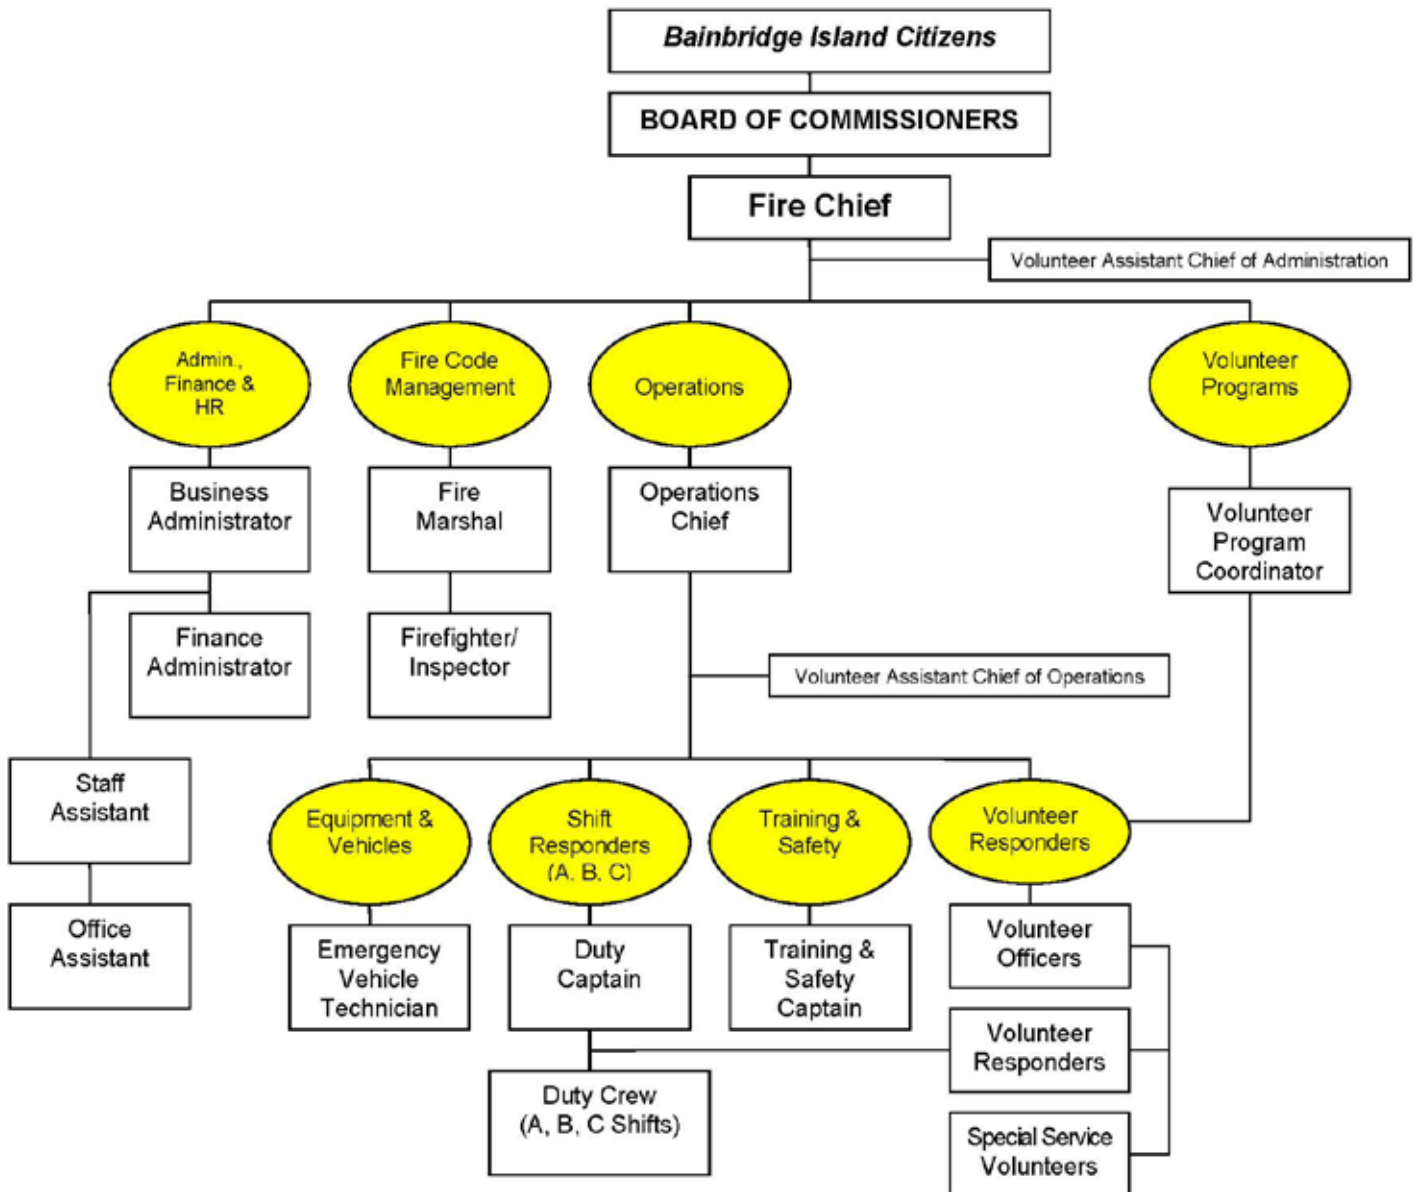 Bainbridge Island Citizens
BOARD OF COMMISSIONERS
Fire Chief
Volunteer Assistant Chief of Administration
Admin.,
Finance &
HR
Fire Code
Management
Operations
Volunteer
Programs
Business
Administrator
Fire
Marshal
Operations
Chief
Volunteer
Program
Coordinator
Finance
Administrator
Firefighter/
Inspector
Volunteer Assistant Chief of Operations
Staff
Assistant
Equipment &
Vehicles
Shift
Responders
(A, B, C)
Training &
Safety
Volunteer
Responders
Office
Assistant
Emergency
Vehicle
Technician
Duty
Captain
Training &
Safety
Captain
Volunteer
Officers
Volunteer
Responders
Duty Crew
(A, B, C Shifts)
Special Service
Volunteers